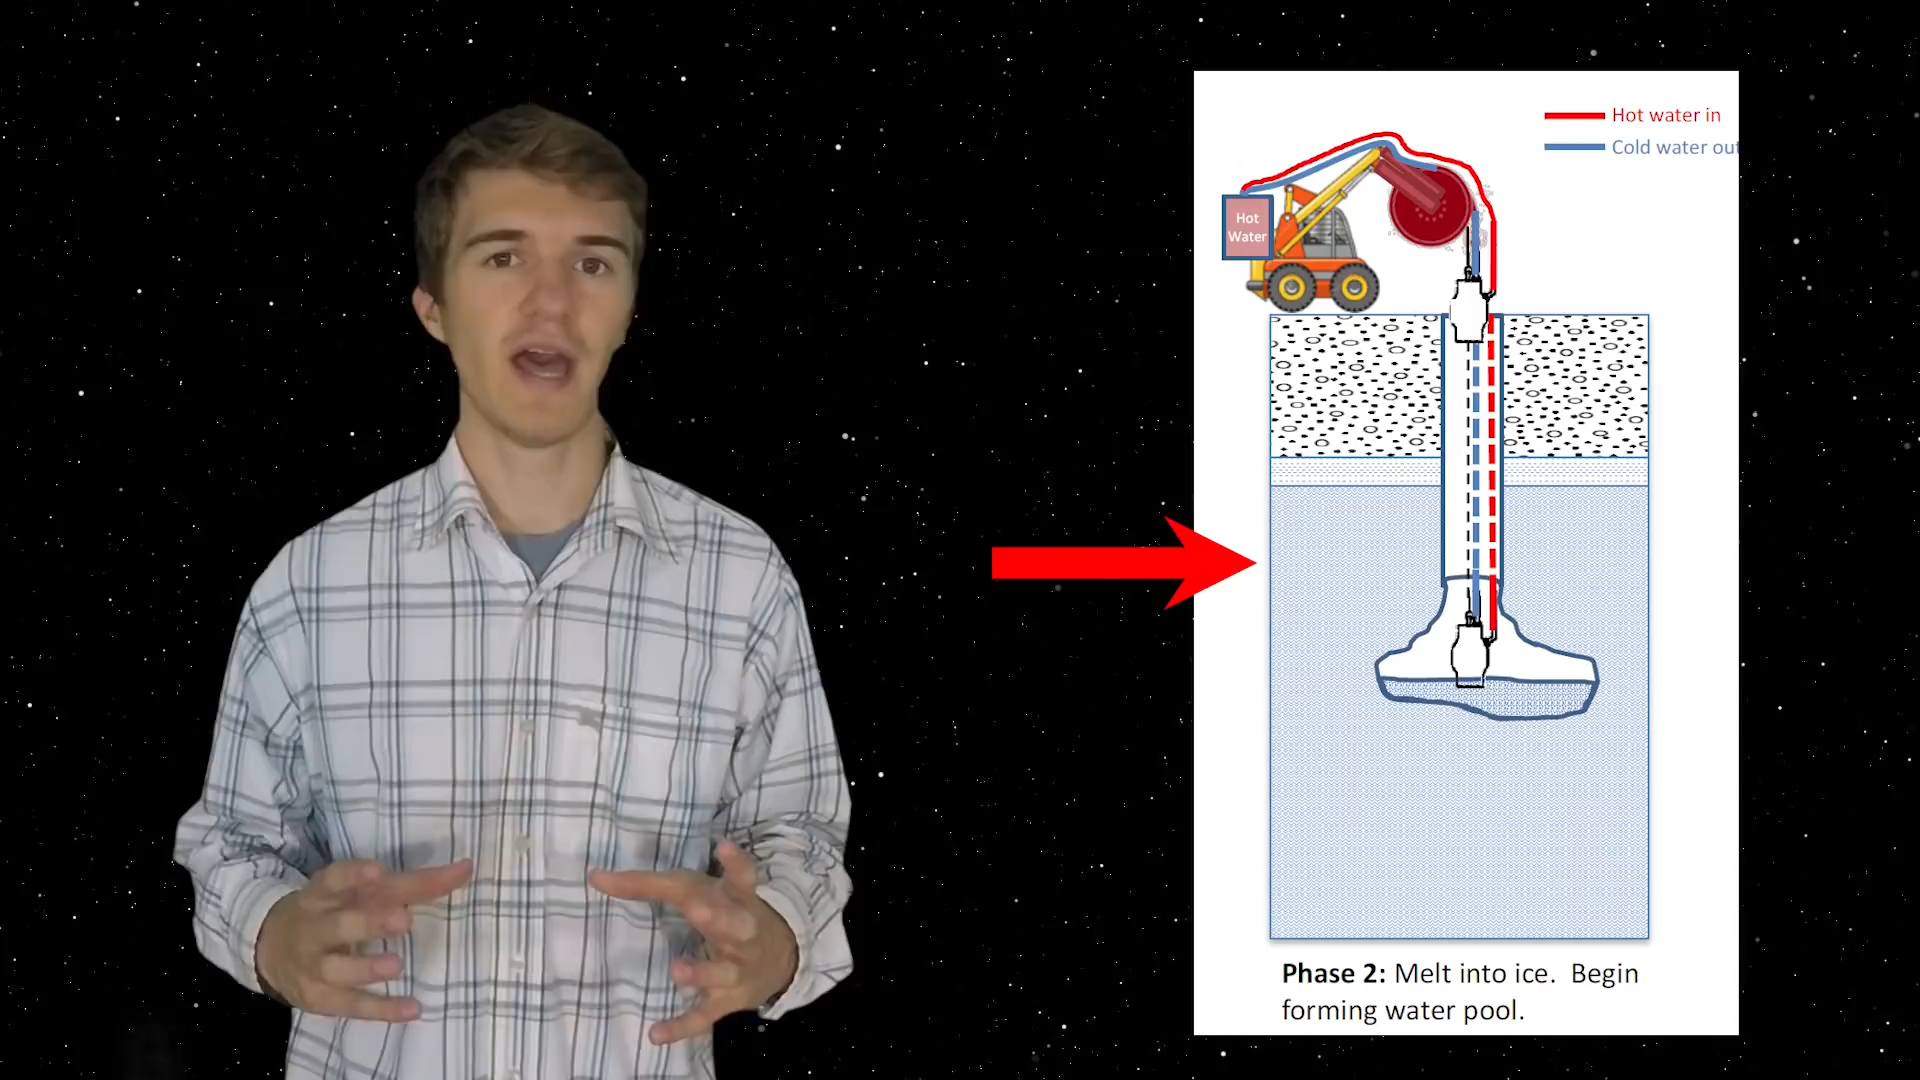 Hot water in
Cold water out
Hot
Water
Phase 2: Melt into ice. Begin
forming water pool.